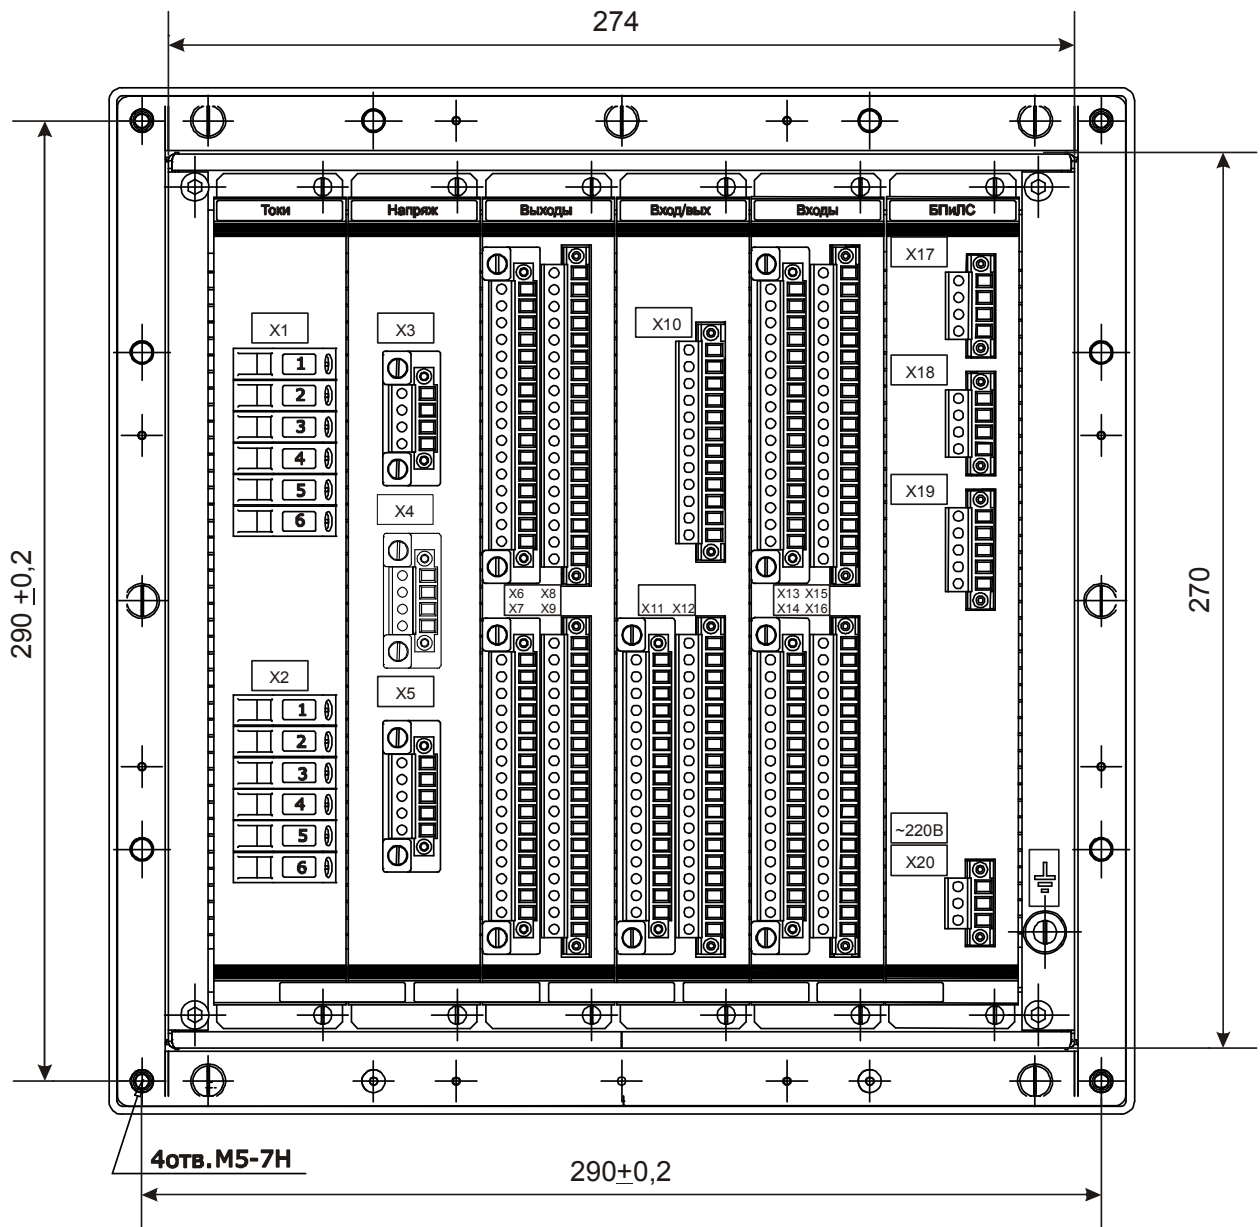 274
Токи
Напряж
Выходы
Вход/вых
Входы
БПиЛС
X17
X1
X3
X10
1
2
3
4
5
6
X18
X19
X4
290 ±0,2
270
X6 X8
X7 X9
X11 X12
X13 X15
X14 X16
X2
X5
1
2
3
4
5
6
~220В
X20
4отв.М5-7Н
290±0,2